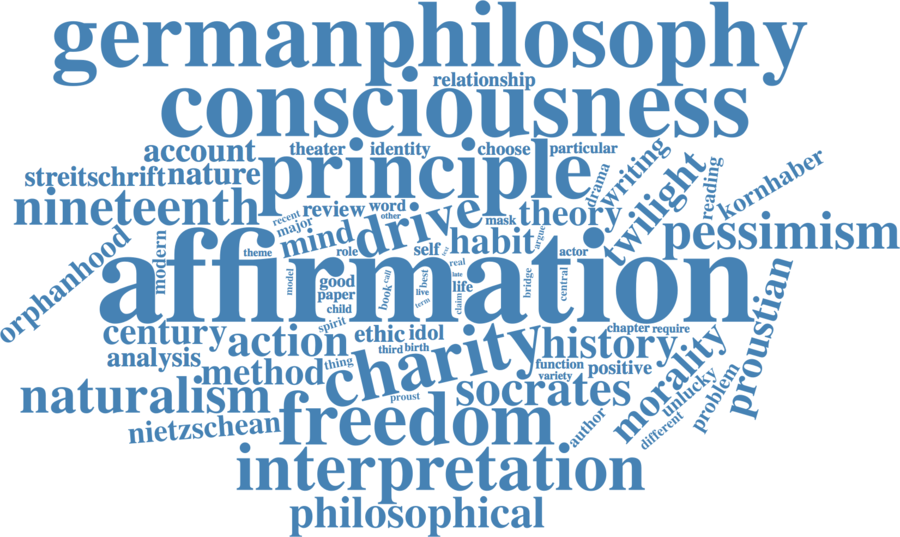 germanphilosophy
relationship
consciousness
account
theater
identity
choose
particular
principle
streitschrift
nature
drama
writing
twilight
reading
kornhaber
nineteenth
recent
major
review
word
other
drive
mask
theory
pessimism
orphanhood
modern
mind
role
self
habit
argue
actor
theme
affirmation
model
good
paper
child
book
call
best
live
term
real
late
life
claim
bridge
central
proustian
century
spirit
ethic
idol
chapter
require
analysis
action
third
birth
charity
history
morality
method
thing
function
variety
positive
unlucky
problem
naturalism
proust
socrates
nietzschean
freedom
author
different
interpretation
philosophical